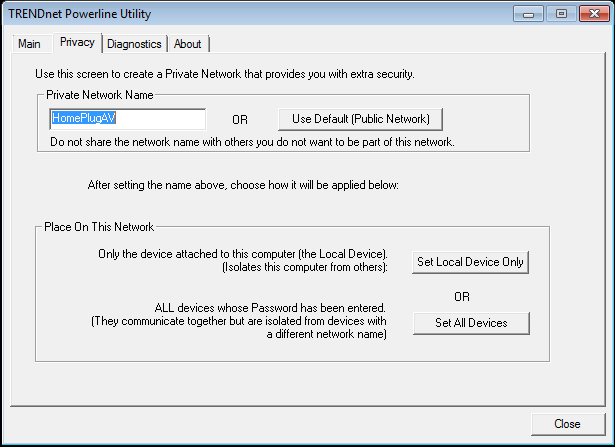 TRENDnet Powerline Utility
Main Privacy Diagnostics About
Use this screen to create a Private Network that provides you with extra security.
Private Network Name
HomePlugAV OR Use Default (Public Network)
Do not share the network name with others you do not want to be part of this network.
After setting the name above, choose how it will be applied below:
Place On This Network
Only the device attached to this computer (the Local Device).
(Isolates this computer from others):
Set Local Device Only
OR
ALL devices whose Password has been entered.
(They communicate together but are isolated from devices with
a different network name)
Set All Devices
Close